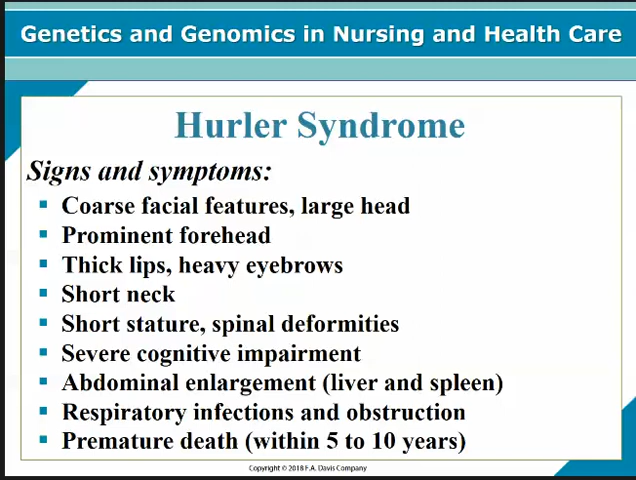 Genetics and Genomics in Nursing and Health Care
Hurler Syndrome
Signs and symptoms:
▪ Coarse facial features, large head
▪ Prominent forehead
▪ Thick lips, heavy eyebrows
▪ Short neck
▪ Short stature, spinal deformities
▪ Severe cognitive impairment
▪ Abdominal enlargement (liver and spleen)
▪ Respiratory infections and obstruction
▪ Premature death (within 5 to 10 years)
Copyright © 2018 F.A. Davis Company